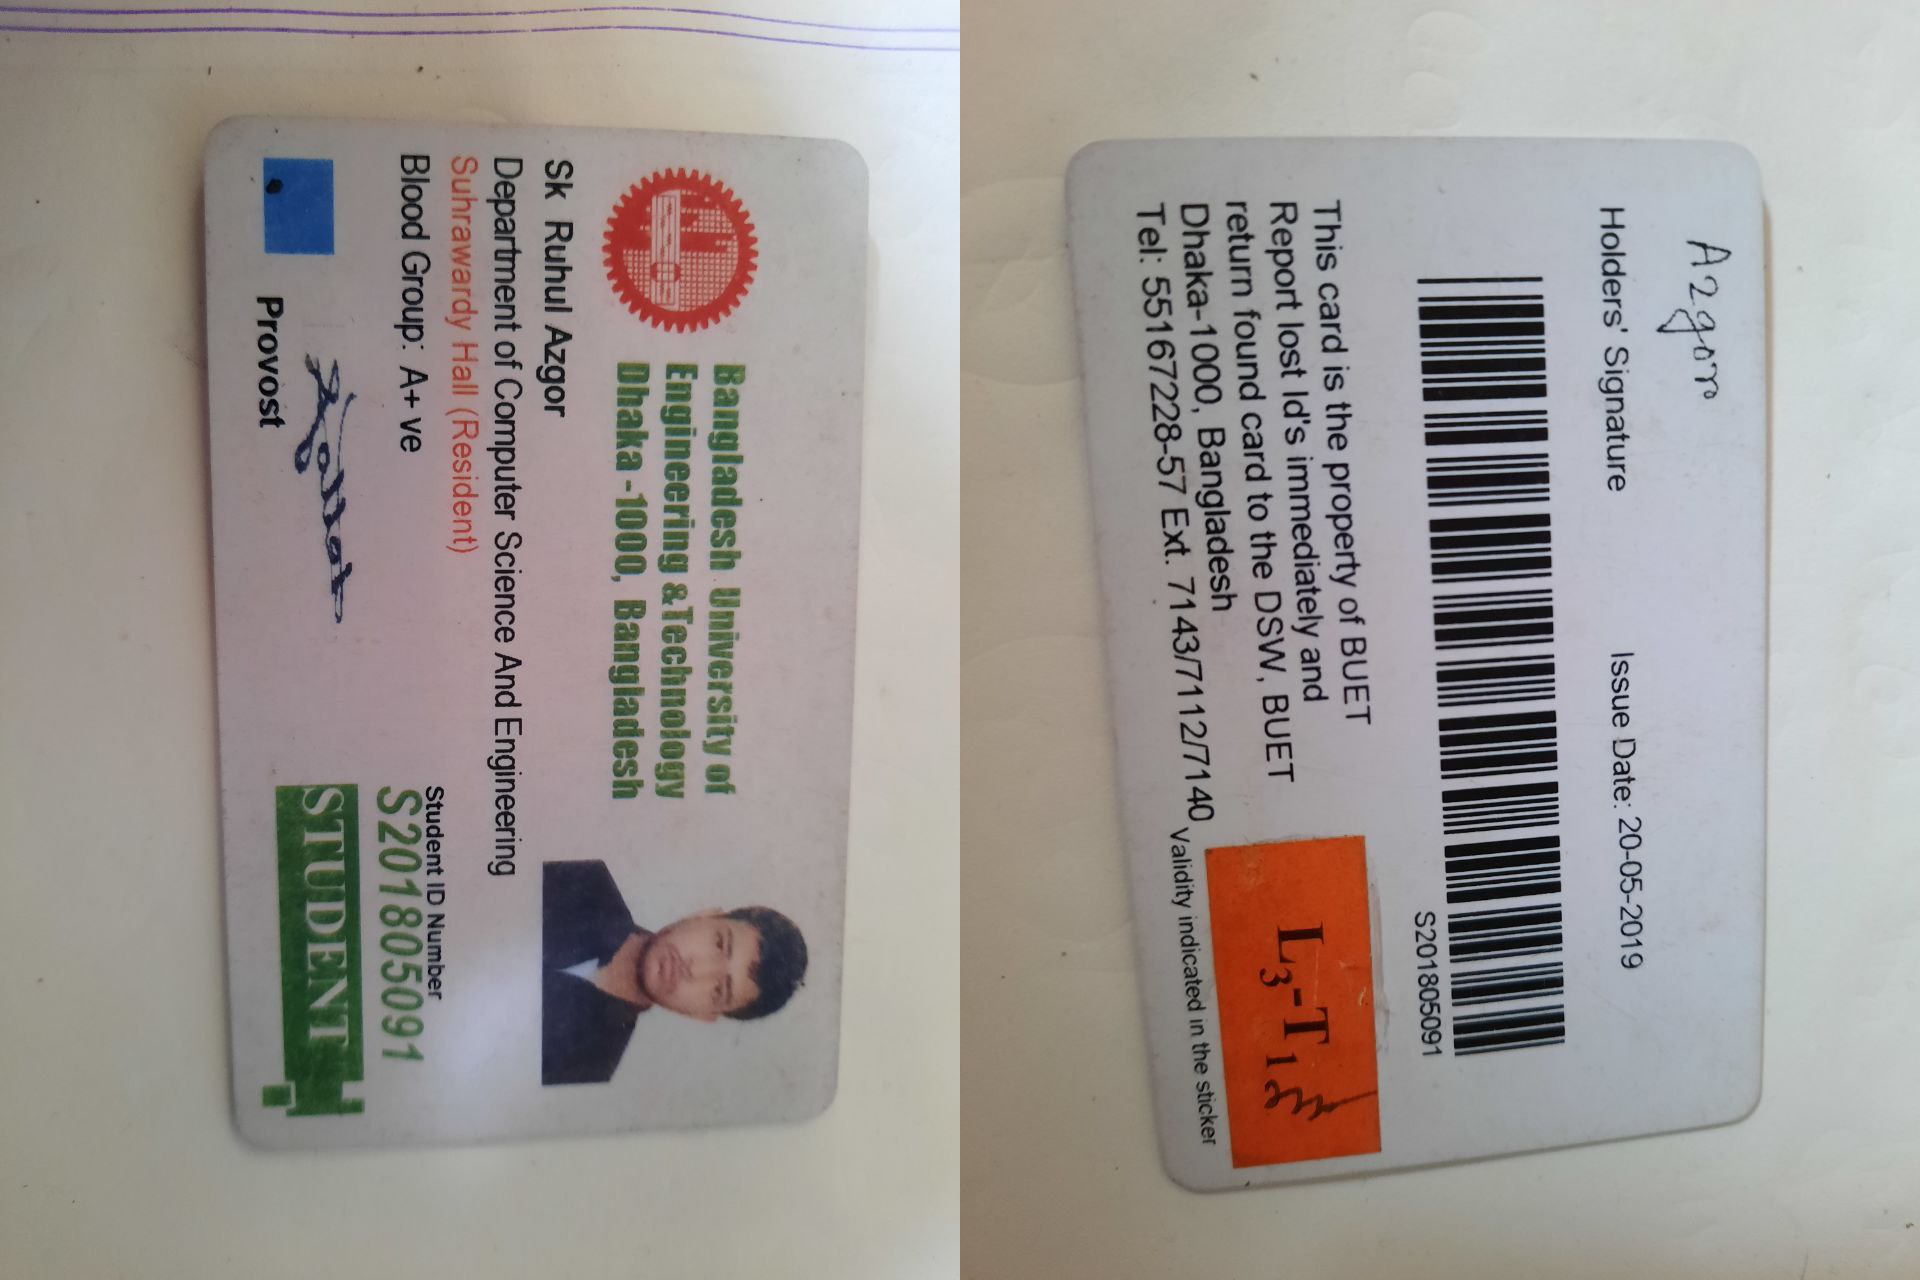 Bangladesh University of
Engineering &Technology
Dhaka -1000, Bangladesh
Sk Ruhul Azgor
Department of Computer Science And Engineering
Suhrawardy Hall (Resident)
Blood Group: A+ ve
Student ID Number
S201805091
Provost
STUDENT
Azgor
Holders' Signature
Issue Date: 20-05-2019
S201805091
This card is the property of BUET
Report lost Id's immediately and
return found card to the DSW, BUET
Dhaka-1000, Bangladesh
Tel: 55167228-57 Ext. 7143/7112/7140
L3-T1
Validity indicated in the sticker